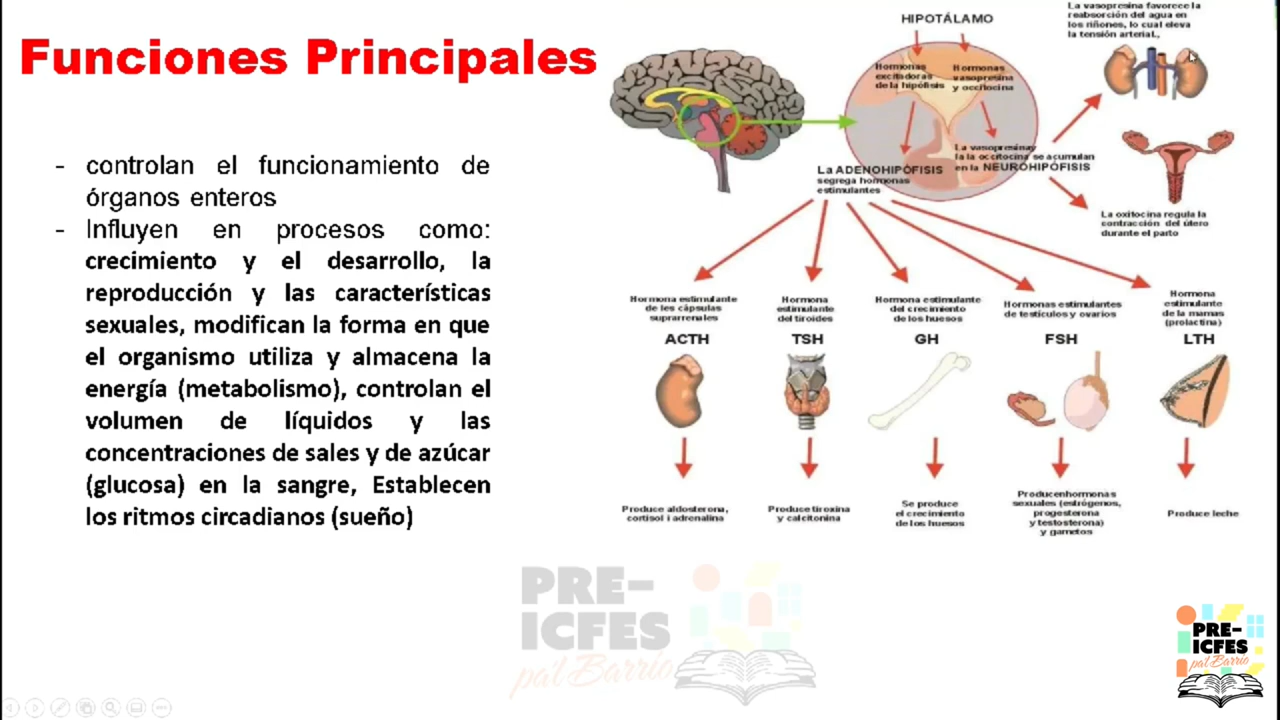 Funciones Principales
- controlan el funcionamiento de
órganos enteros
- Influyen en procesos como:
crecimiento y el desarrollo, la
reproducción y las características
sexuales, modifican la forma en que
el organismo utiliza y almacena la
energía (metabolismo), controlan el
volumen de líquidos y las
concentraciones de sales y de azúcar
(glucosa) en la sangre, Establecen
los ritmos circadianos (sueño)
HIPOTÁLAMO
La vasopresina favorece la
reabsorción del agua en
los riñones, lo cual eleva
la tensión arterial.,
Hormonas
excitadoras
de la hipófisis
Hormonas
vasopresina
y occitocina
La vasopresinay
la la occitocina se acumulan
en la NEUROHIPÓFISIS
La ADENOHIPÓFISIS
segrega hormonas
estimulantes
La oxitocina regula la
contracción del útero
durante el parto
Hormona estimulante
de les cápsulas
suprarrenales
ACTH
Produce aldosterona,
cortisol i adrenalina
Hormona
estimulante
del tiroides
TSH
Produce tiroxina
y calcitonina
Hormona estimulante
del crecimiento
de los huesos
GH
Se produce
el crecimiento
de los huesos
Hormonas estimulantes
de testículos y ovarios
FSH
Producenhormonas
sexuales (estrógenos,
progesterona
y testosterona)
y gametos
Hormona
estimulante
de la mamas
(prolactina)
LTH
Produce leche
PRE-
ICFES
pal Barrio
PRE-
ICFES
pal Barrio